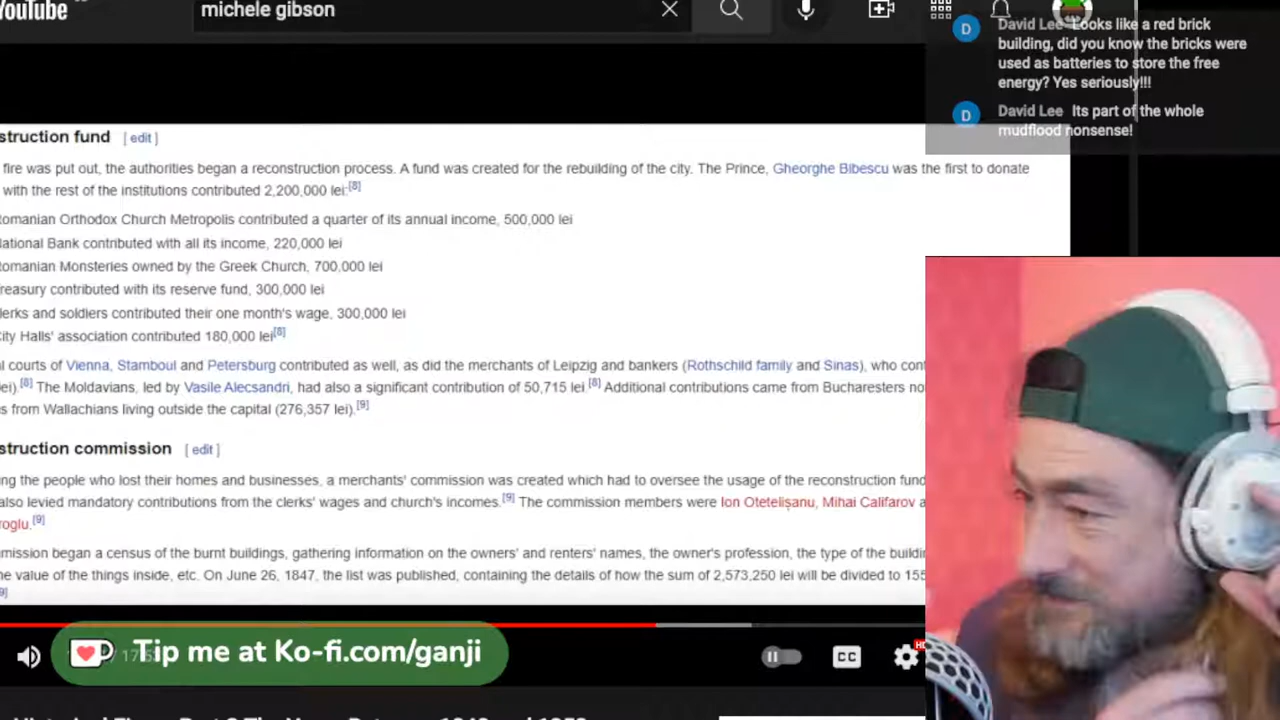 YouTube
michele gibson
David Lee Looks like a red brick
building, did you know the bricks were
used as batteries to store the free
energy? Yes seriously!!!
David Lee Its part of the whole
mudflood nonsense!
struction fund [ edit ]
fire was put out, the authorities began a reconstruction process. A fund was created for the rebuilding of the city. The Prince, Gheorghe Bibescu was the first to donate
with the rest of the institutions contributed 2,200,000 lei:[8]
omanian Orthodox Church Metropolis contributed a quarter of its annual income, 500,000 lei
ational Bank contributed with all its income, 220,000 lei
omanian Monsteries owned by the Greek Church, 700,000 lei
reasury contributed with its reserve fund, 300,000 lei
lerks and soldiers contributed their one month's wage, 300,000 lei
ity Halls' association contributed 180,000 lei[8]
l courts of Vienna, Stamboul and Petersburg contributed as well, as did the merchants of Leipzig and bankers (Rothschild family and Sinas), who con
ei).[8] The Moldavians, led by Vasile Alecsandri, had also a significant contribution of 50,715 lei.[8] Additional contributions came from Bucharesters no
s from Wallachians living outside the capital (276,357 lei).[9]
struction commission [ edit ]
ng the people who lost their homes and businesses, a merchants' commission was created which had to oversee the usage of the reconstruction fund
also levied mandatory contributions from the clerks' wages and church's incomes.[9] The commission members were Ion Otetelișanu, Mihai Califarov a
roglu.[9]
mission began a census of the burnt buildings, gathering information on the owners' and renters' names, the owner's profession, the type of the buildin
e value of the things inside, etc. On June 26, 1847, the list was published, containing the details of how the sum of 2,573,250 lei will be divided to 155
9]
Tip me at Ko-fi.com/ganji
CC
HD